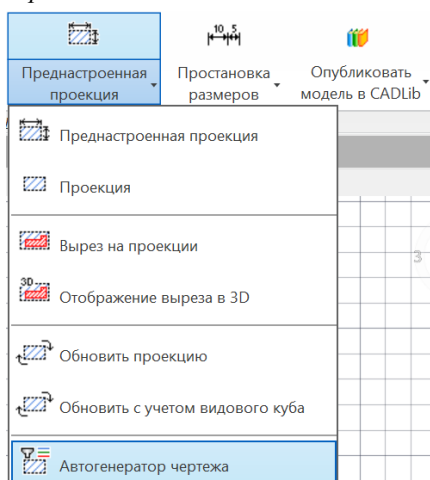 10 5
Преднастроенная
проекция
Простановка
размеров
Опубликовать
модель в CADLib
Преднастроенная проекция
Проекция
Вырез на проекции
3D
Отображение выреза в 3D
3
Обновить проекцию
Обновить с учетом видового куба
Автогенератор чертежа